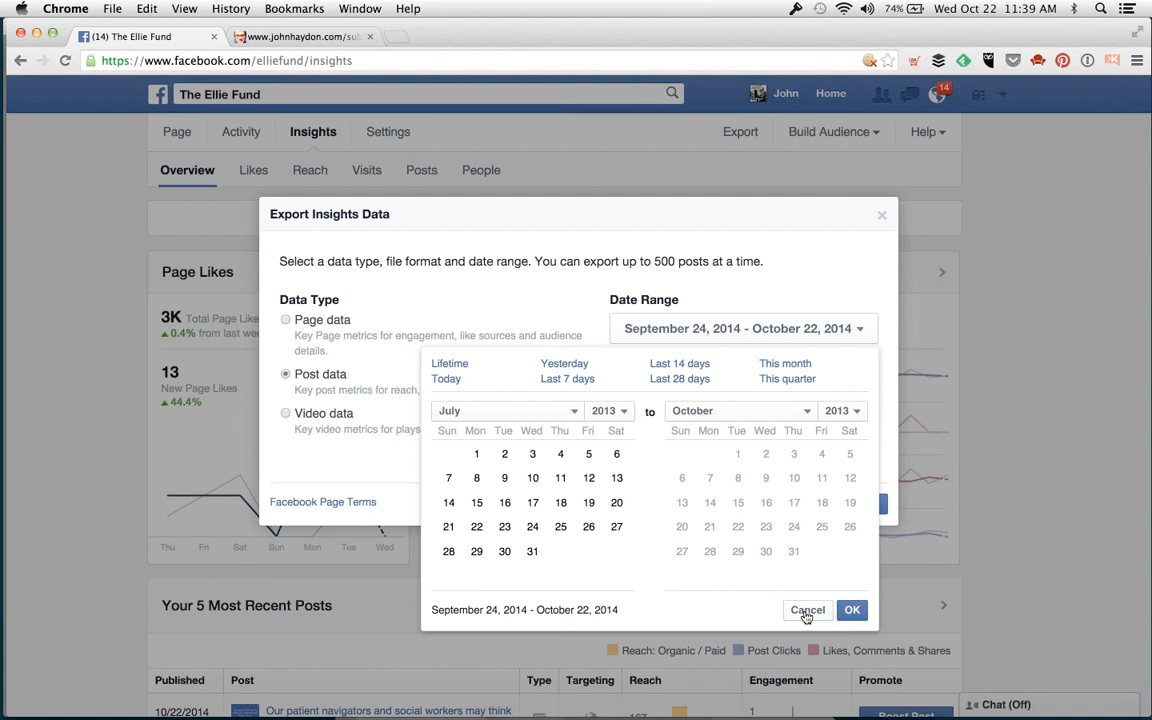 Chrome File Edit View History Bookmarks Window Help 74% Wed Oct 22 11:39 AM
(14) The Ellie Fund × www.johnhaydon.com/su ×
https://www.facebook.com/elliefund/insights
The Ellie Fund John Home 14
Page Activity Insights Settings Export Build Audience Help
Overview Likes Reach Visits Posts People
Export Insights Data ×
Select a data type, file format and date range. You can export up to 500 posts at a time.
Page Likes
Data Type Date Range
3K Total Page Like
0.4% from last wee
Page data
Key Page metrics for engagement, like sources and audience
details.
September 24, 2014 - October 22, 2014
13
New Page Likes
44.4%
Post data
Key post metrics for reach,
Video data
Key video metrics for plays
Lifetime Yesterday Last 14 days This month
Today Last 7 days Last 28 days This quarter
July 2013 to October 2013
Sun Mon Tue Wed Thu Fri Sat Sun Mon Tue Wed Thu Fri Sat
1 2 3 4 5 6 1 2 3 4 5
7 8 9 10 11 12 13 6 7 8 9 10 11 12
14 15 16 17 18 19 20 13 14 15 16 17 18 19
21 22 23 24 25 26 27 20 21 22 23 24 25 26
28 29 30 31 27 28 29 30 31
Facebook Page Terms
Thu Fri Sat Sun Mon Tue Wed
September 24, 2014 - October 22, 2014 Cancel OK
Your 5 Most Recent Posts
Reach: Organic / Paid Post Clicks Likes, Comments & Shares
Published Post Type Targeting Reach Engagement Promote
10/22/2014 Our patient navigators and social workers may think 1 Boost Post
Chat (Off)